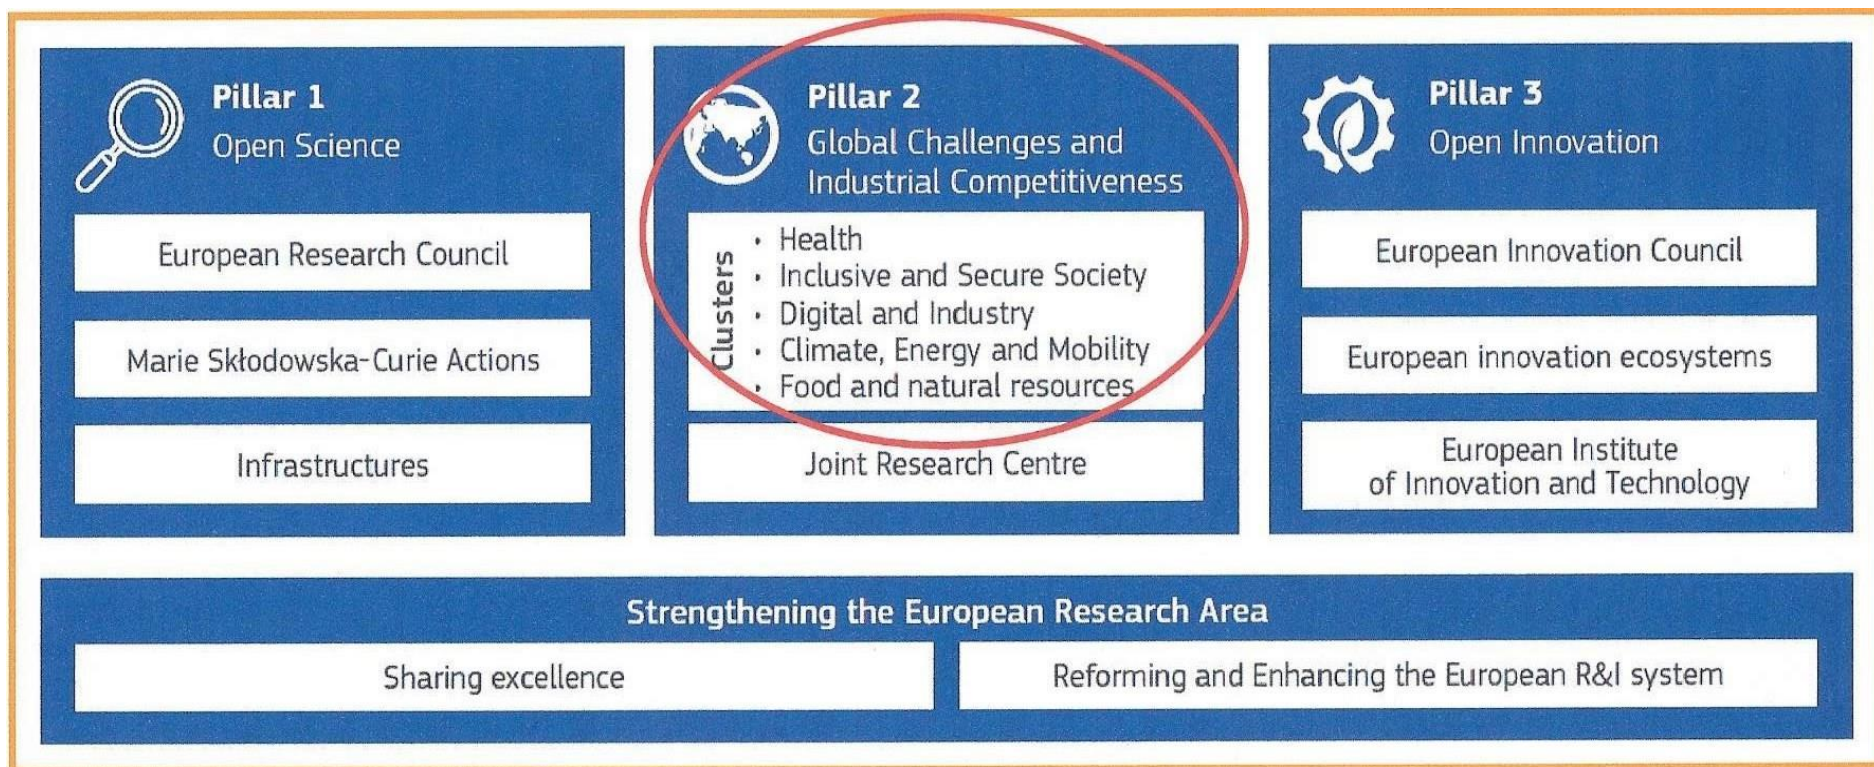 Pillar 1
Open Science
European Research Council
Marie Skłodowska-Curie Actions
Infrastructures
Pillar 2
Global Challenges and
Industrial Competitiveness
Clusters
• Health
• Inclusive and Secure Society
• Digital and Industry
• Climate, Energy and Mobility
• Food and natural resources
Joint Research Centre
Pillar 3
Open Innovation
European Innovation Council
European innovation ecosystems
European Institute
of Innovation and Technology
Strengthening the European Research Area
Sharing excellence
Reforming and Enhancing the European R&I system